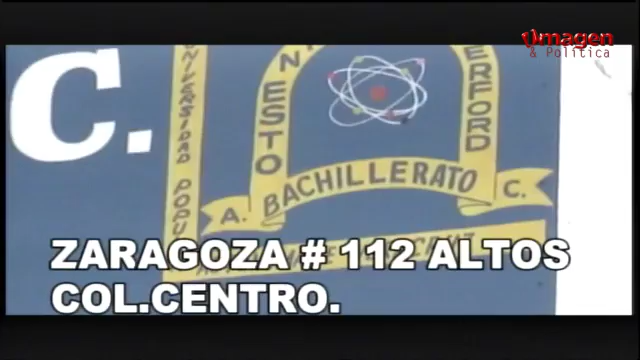 Imagen
& Política
C.
UNIVERSIDAD POPU
NESTO
ERFORD
BACHILLERATO
A.
C.
ZARAGOZA # 112 ALTOS
COL.CENTRO.